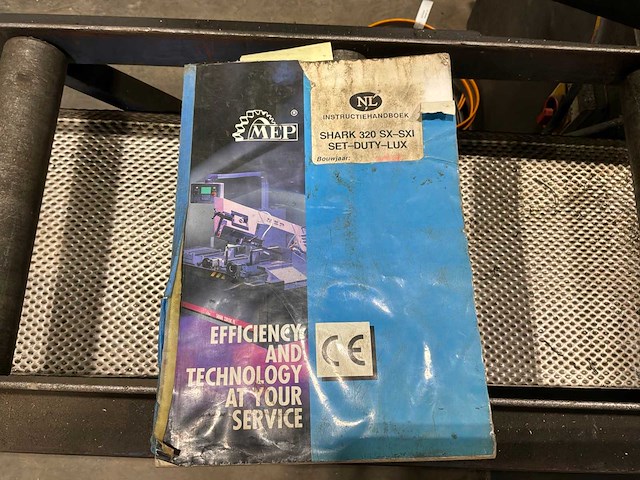 MEP
®
EFFICIENCY
AND
TECHNOLOGY
AT YOUR
SERVICE
NL
INSTRUCTIEHANDBOEK
SHARK 320 SX-SXI
SET-DUTY-LUX
Bouwjaar:
CE